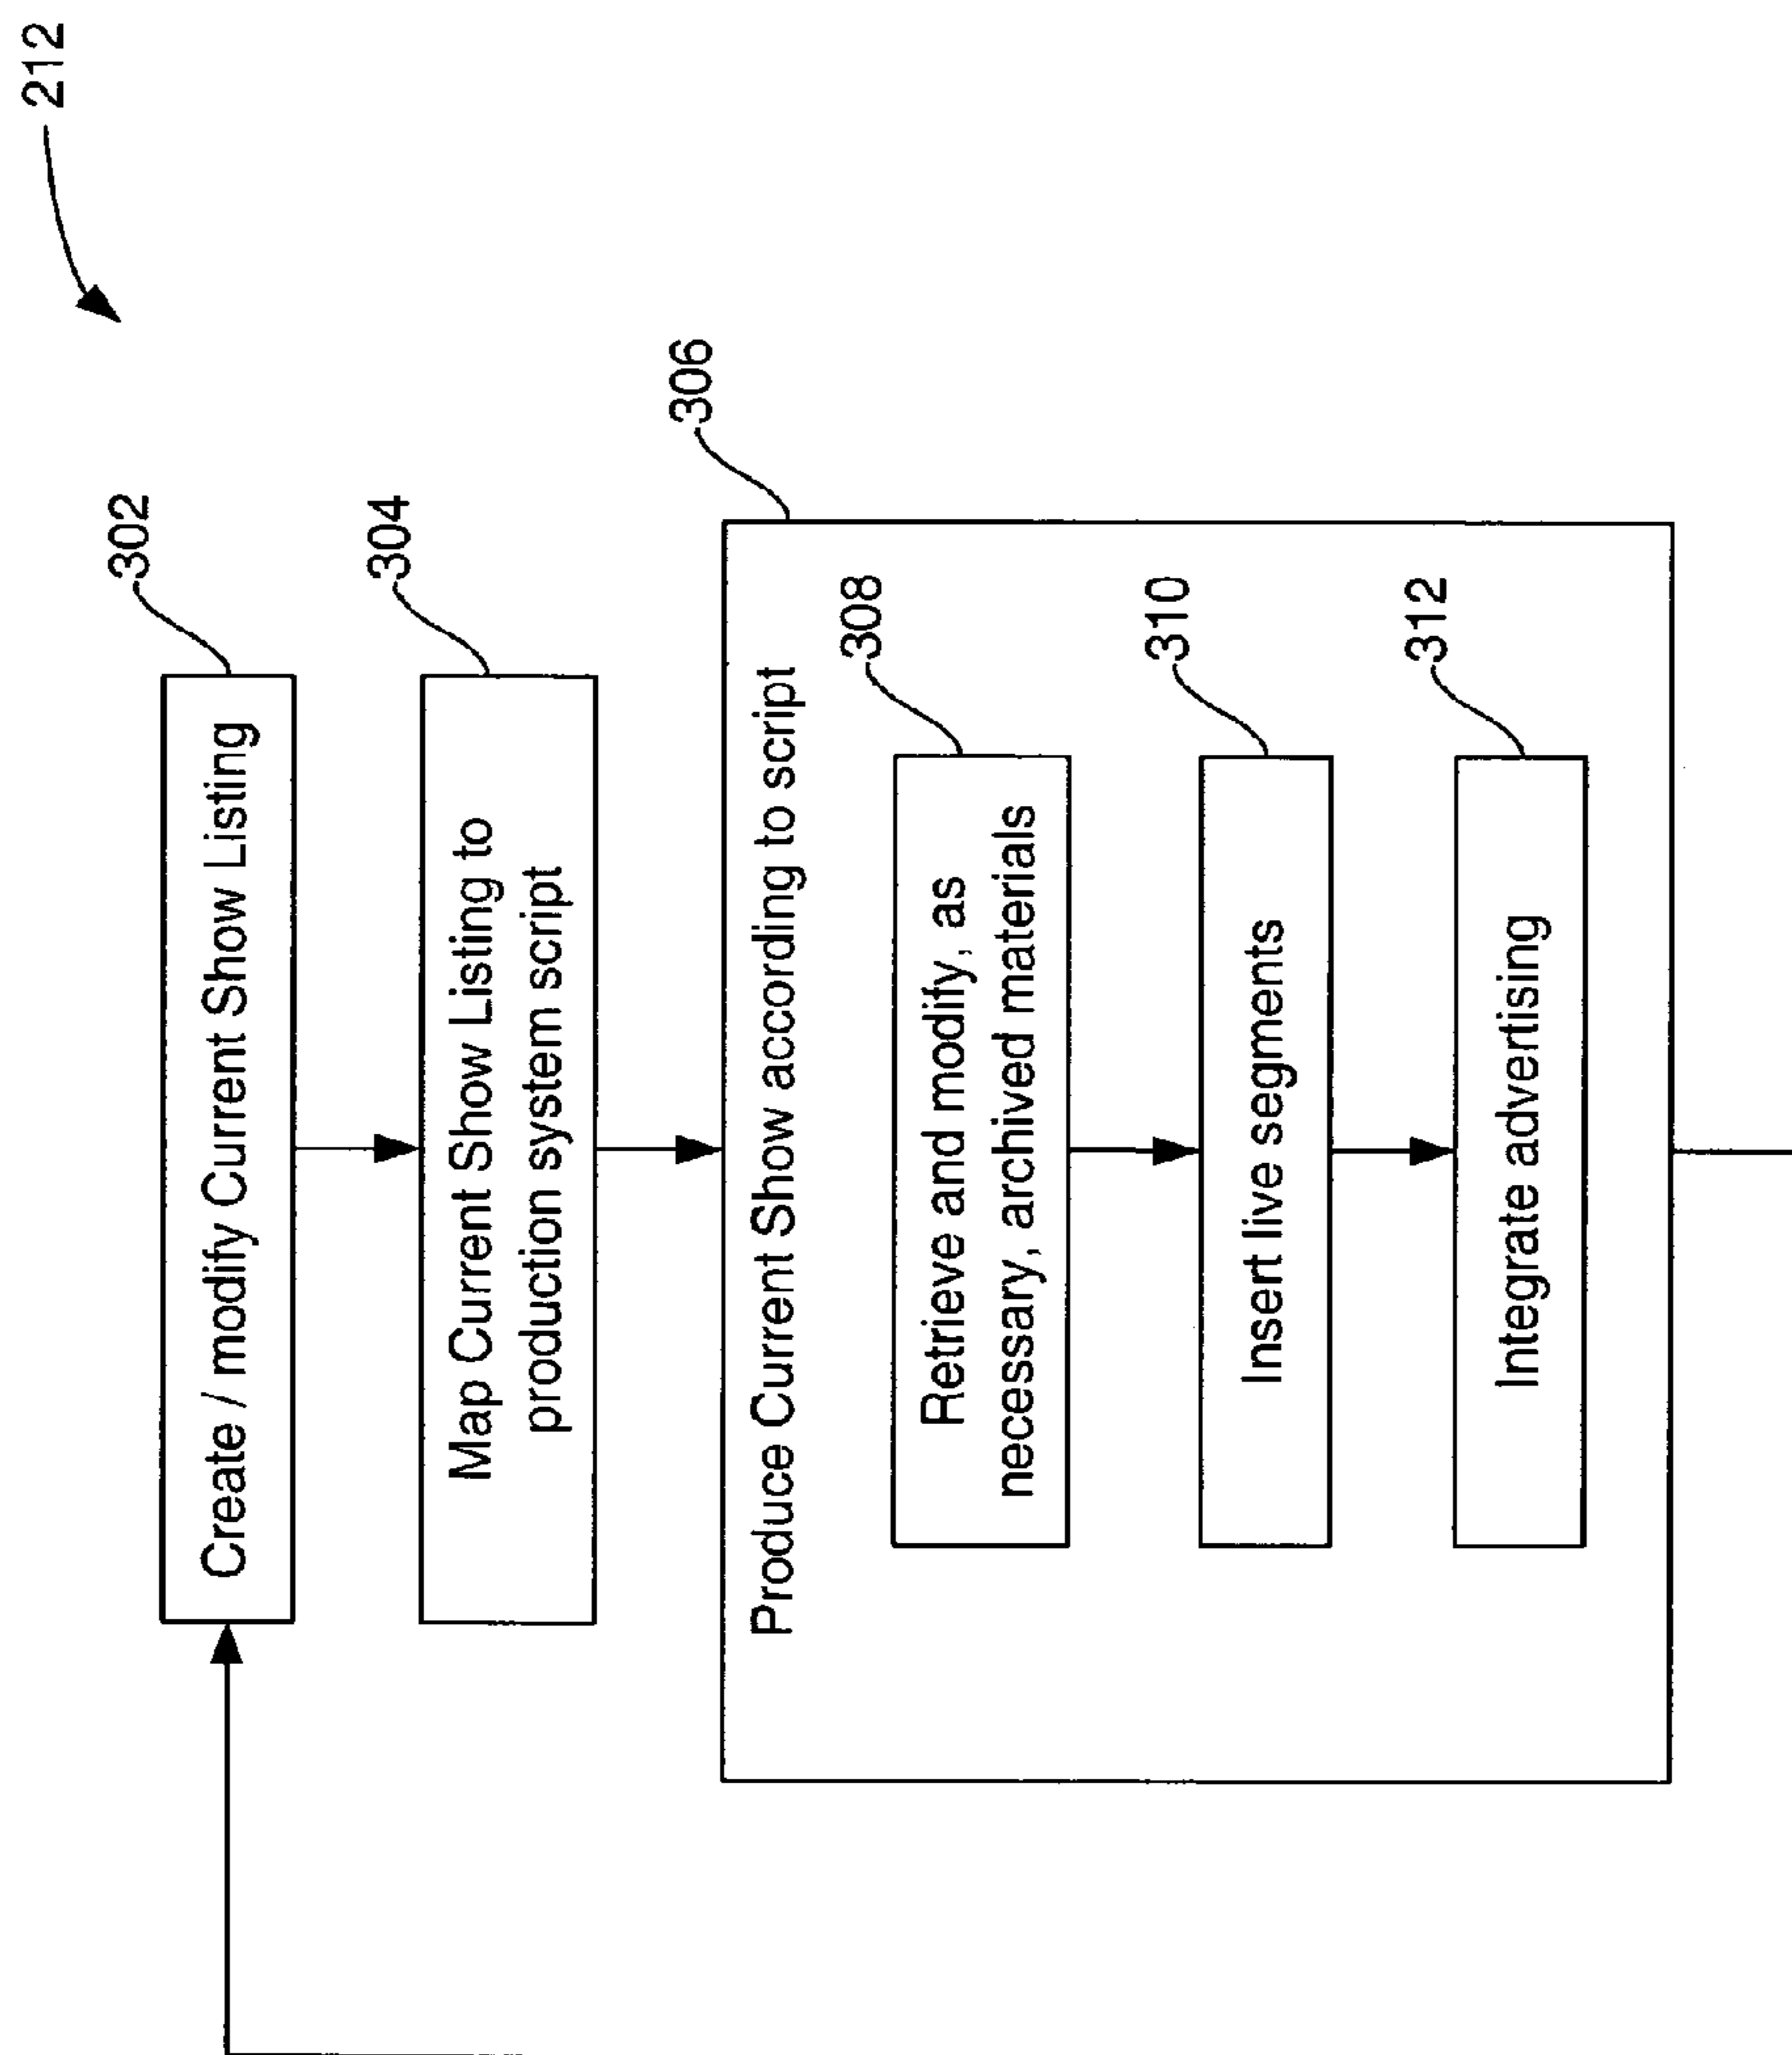 212
302
Create / modify Current Show Listing
304
Map Current Show Listing to
production system script
306
Produce Current Show according to script
308
Retrieve and modify, as
necessary, archived materials
310
Insert live segments
312
Integrate advertising